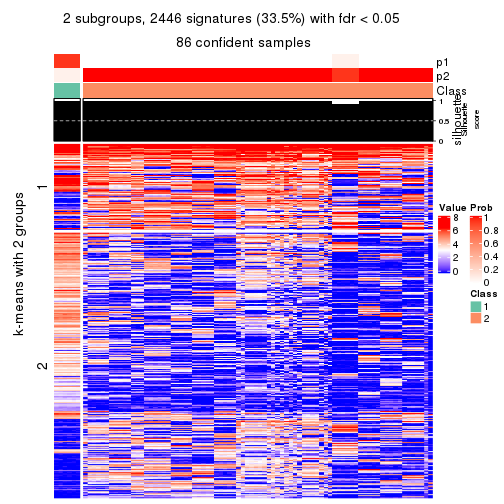 2 subgroups, 2446 signatures (33.5%) with fdr < 0.05
86 confident samples
p1
p2
Class
1
0.5
0
silhouette
Silhouette
score
k-means with 2 groups
1
2
Value
8
6
4
2
0
Prob
1
0.8
0.6
0.4
0.2
0
Class
1
2